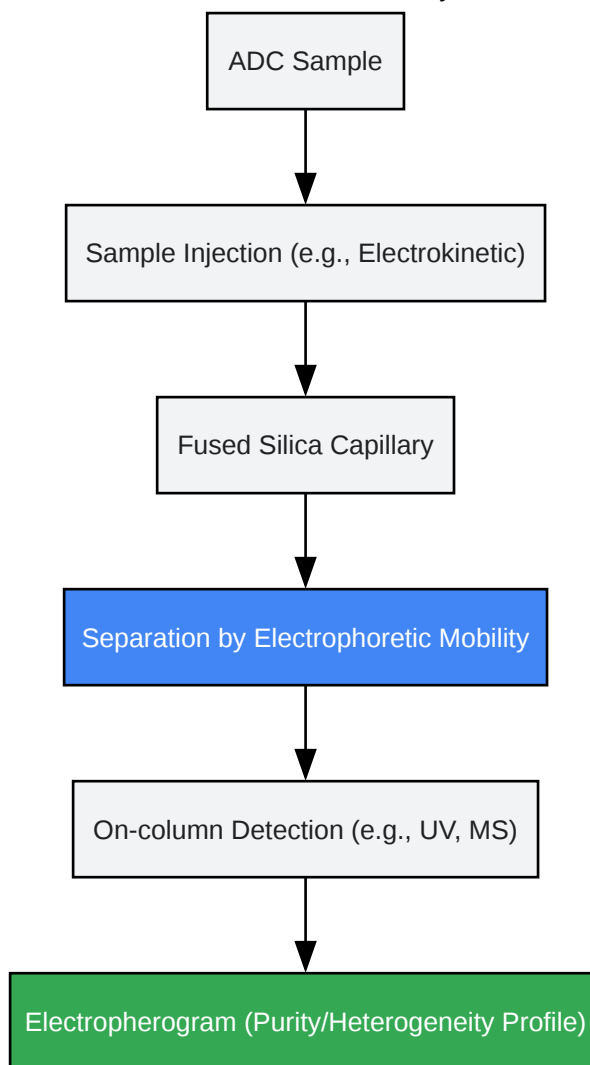 ADC Sample
Sample Injection (e.g., Electrokinetic)
Fused Silica Capillary
Separation by Electrophoretic Mobility
On-column Detection (e.g., UV, MS)
Electropherogram (Purity/Heterogeneity Profile)